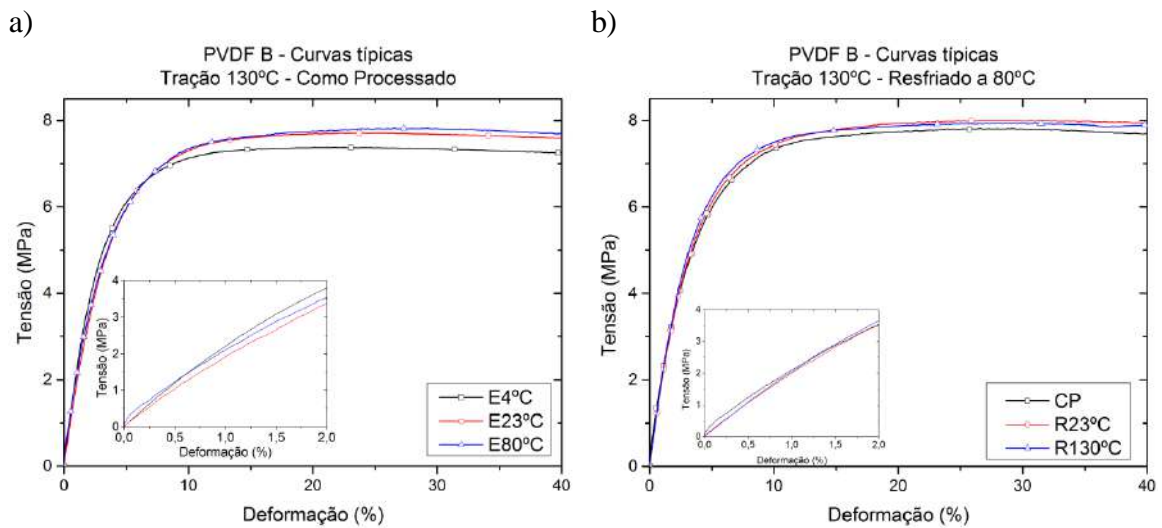 a)
PVDF B - Curvas típicas
Tração 130ºC - Como Processado
Tensão (MPa)
8
6
4
2
0
0
10
20
30
40
Deformação (%)
Tensão (MPa)
4
3
2
1
0
0,0
0,5
1,0
1,5
2,0
Deformação (%)
E4ºC
E23ºC
E80ºC
b)
PVDF B - Curvas típicas
Tração 130ºC - Resfriado a 80ºC
Tensão (MPa)
8
6
4
2
0
0
10
20
30
40
Deformação (%)
Tensão (MPa)
4
3
2
1
0
0,0
0,5
1,0
1,5
2,0
Deformação (%)
CP
R23ºC
R130ºC